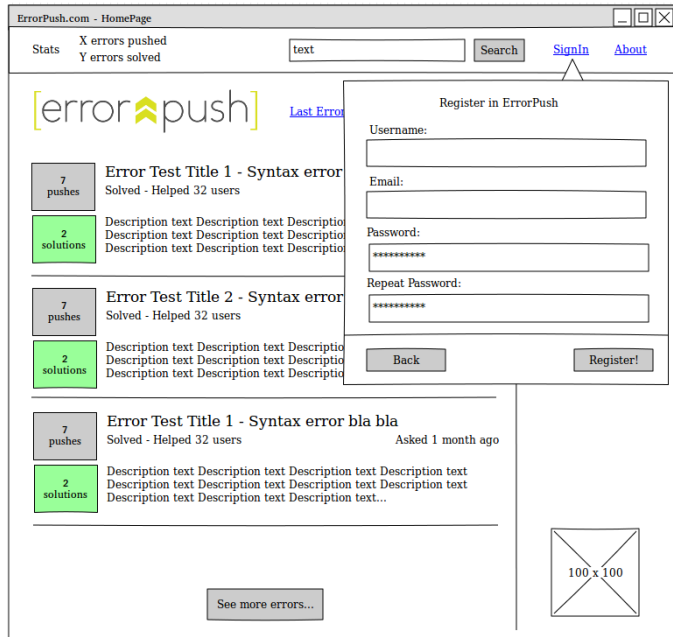 ErrorPush.com - HomePage
Stats
X errors pushed
Y errors solved
text
Search
SignIn
About
[error push]
Last Error
Register in ErrorPush
Username:
Email:
Password:
**********
Repeat Password:
**********
Back
Register!
7
pushes
Error Test Title 1 - Syntax error
Solved - Helped 32 users
2
solutions
Description text Description text Description
Description text Description text Description
Description text Description text Description
7
pushes
Error Test Title 2 - Syntax error
Solved - Helped 32 users
2
solutions
Description text Description text Descriptio
Description text Description text Descriptio
Description text Description text Descriptio
7
pushes
Error Test Title 1 - Syntax error bla bla
Solved - Helped 32 users
Asked 1 month ago
2
solutions
Description text Description text Description text Description text
Description text Description text Description text Description text
Description text Description text Description text...
See more errors...
100 x 100